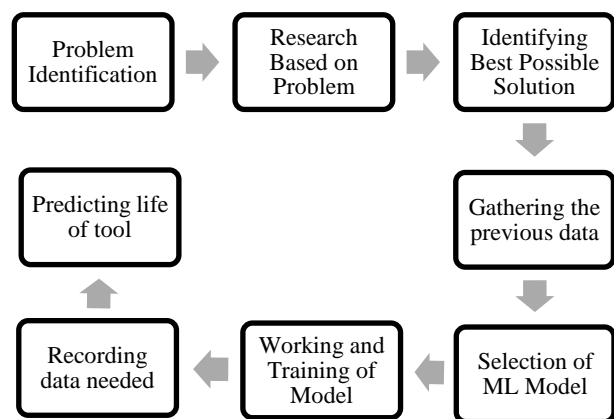 Problem
Identification
Research
Based on
Problem
Identifying
Best Possible
Solution
Gathering the
previous data
Selection of
ML Model
Working and
Training of
Model
Recording
data needed
Predicting life
of tool